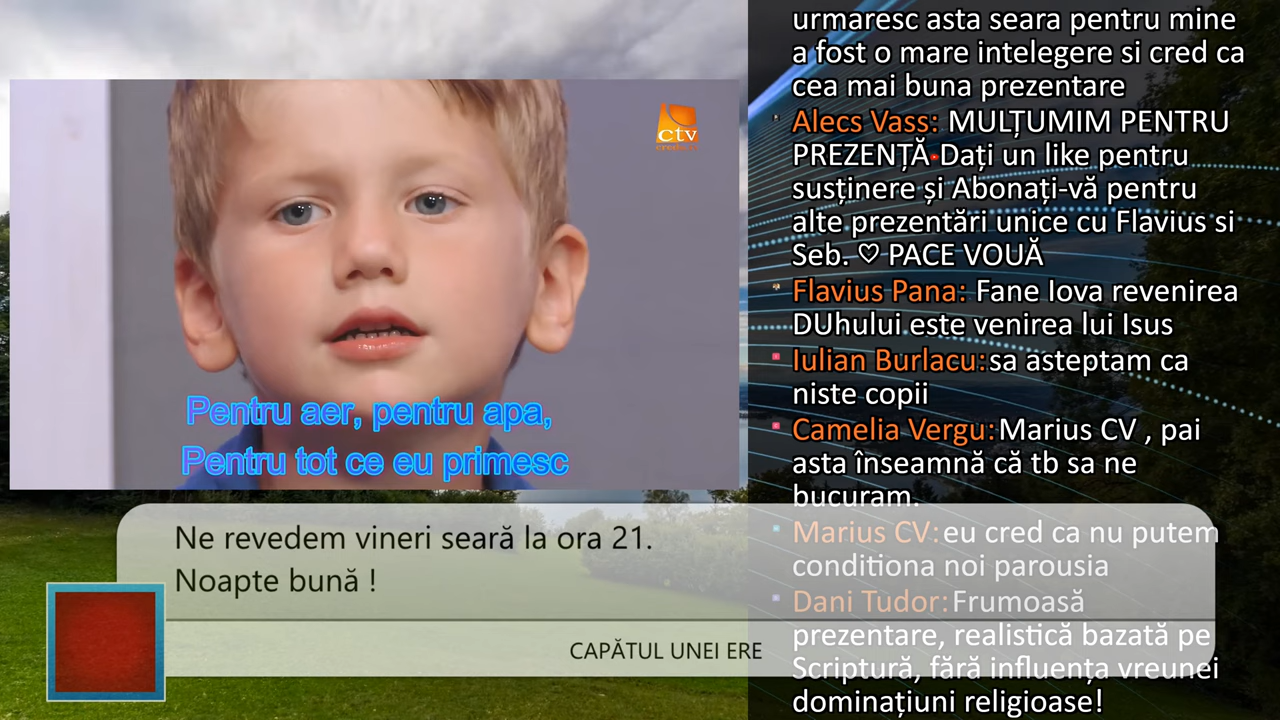 ctv
Pentru aer, pentru apa,
Pentru tot ce eu primesc
Ne revedem vineri seară la ora 21.
Noapte bună !
CAPĂTUL UNEI ERE
urmaresc asta seara pentru mine
a fost o mare intelegere si cred ca
cea mai buna prezentare
Alecs Vass: MULȚUMIM PENTRU
PREZENȚĂ Dați un like pentru
susținere și Abonați-vă pentru
alte prezentări unice cu Flavius si
Seb. ♡ PACE VOUĂ
Flavius Pana: Fane Iova revenirea
DUhului este venirea lui Isus
Iulian Burlacu: sa asteptam ca
niste copii
Camelia Vergu: Marius CV , pai
asta înseamnă că tb sa ne
bucuram.
Marius CV: eu cred ca nu putem
conditiona noi parousia
Dani Tudor: Frumoasă
prezentare, realistică bazată pe
Scriptură, fără influența vreunei
dominațiuni religioase!